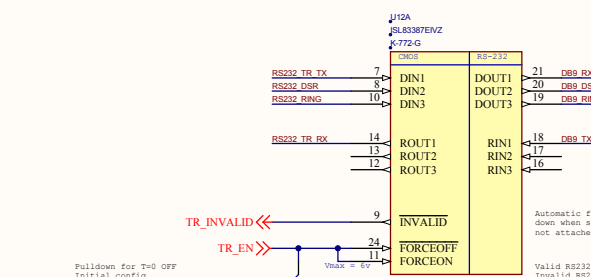 U12A
ISL83387EIVZ
K-772-G
CMOS RS-232
RS232_TR_TX 7 DIN1 DOUT1 21 DB9_RX
RS232_DSR 8 DIN2 DOUT2 20 DB9_DS
RS232_RING 10 DIN3 DOUT3 19 DB9_RI
RS232_TR_RX 14 ROUT1 RIN1 18 DB9_TX
13 ROUT2 RIN2 17
12 ROUT3 RIN3 16
TR_INVALID 9 INVALID
TR_EN 24 FORCEOFF
11 FORCEON
Vmax = 6v
Automatic f
down when s
not attache
Pulldown for T=0 OFF
Initial config
Valid RS232
Invalid RS2